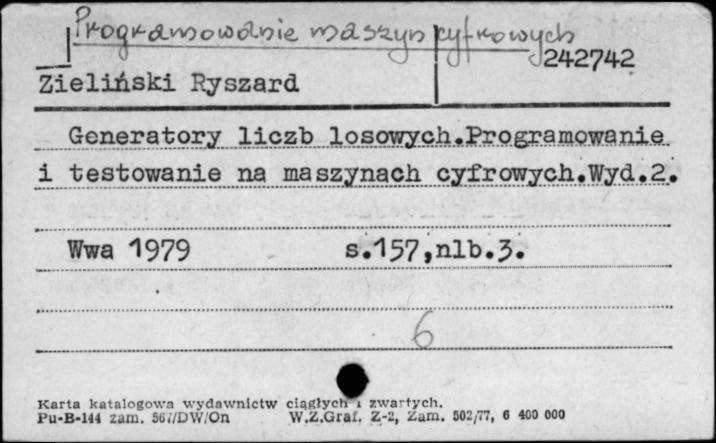 Programowanie maszyn cyfrowych
242742
Zieliński Ryszard
Generatory liczb losowych.Programowanie
i testowanie na maszynach cyfrowych.Wyd.2.
Wwa 1979 s.157,nlb.3.
6
Karta katalogowa wydawnictw ciągłych i zwartych.
Pu-B-144 zam. 567/DW/On W.Z.Graf. Z-2, Zam. 502/77, 6 400 000